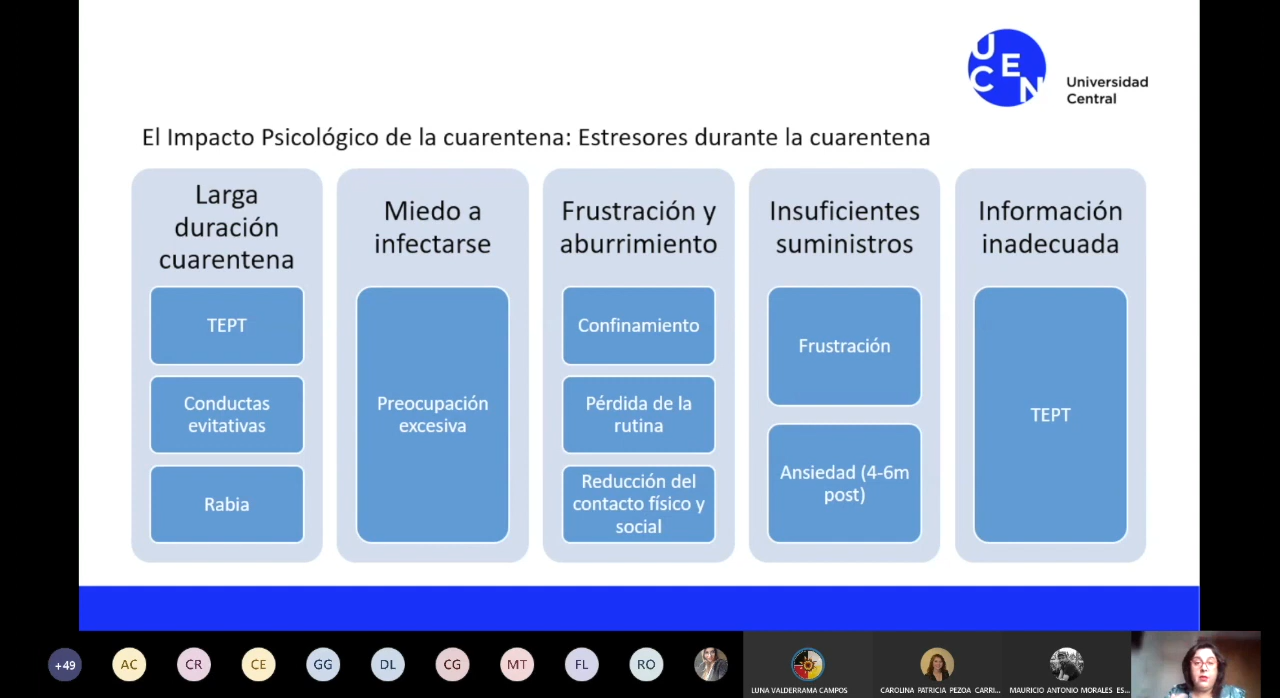 UCEN
Universidad
Central
El Impacto Psicológico de la cuarentena: Estresores durante la cuarentena
Larga
duración
cuarentena
TEPT
Conductas
evitativas
Rabia
Miedo a
infectarse
Preocupación
excesiva
Frustración y
aburrimiento
Confinamiento
Pérdida de la
rutina
Reducción del
contacto físico y
social
Insuficientes
suministros
Frustración
Ansiedad (4-6m
post)
Información
inadecuada
TEPT
+49
AC
CR
CE
GG
DL
CG
MT
FL
RO
LUNA VALDERRAMA CAMPOS
CAROLINA PATRICIA PEZOA CARRI...
MAURICIO ANTONIO MORALES ES...